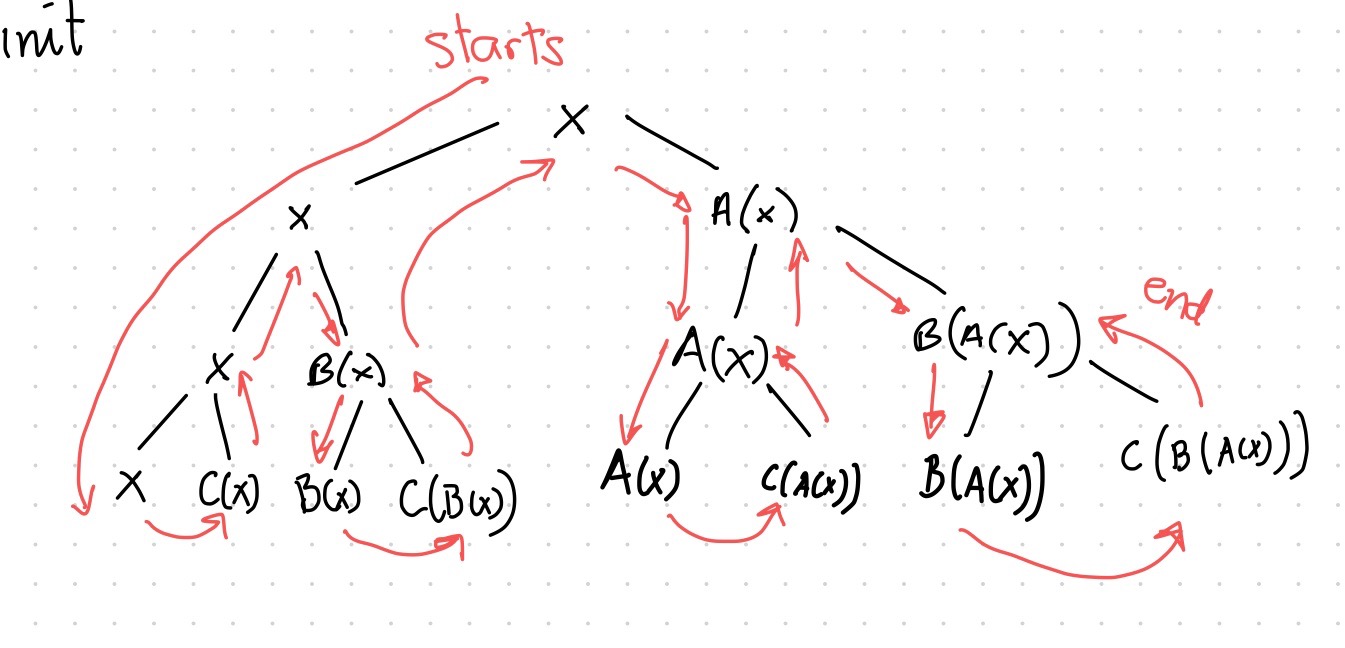 init
starts
X
X A(x)
end
X B(x) A(x) B(A(x))
X C(x) B(x) C(B(x)) A(x) C(A(x)) B(A(x)) C(B(A(x)))